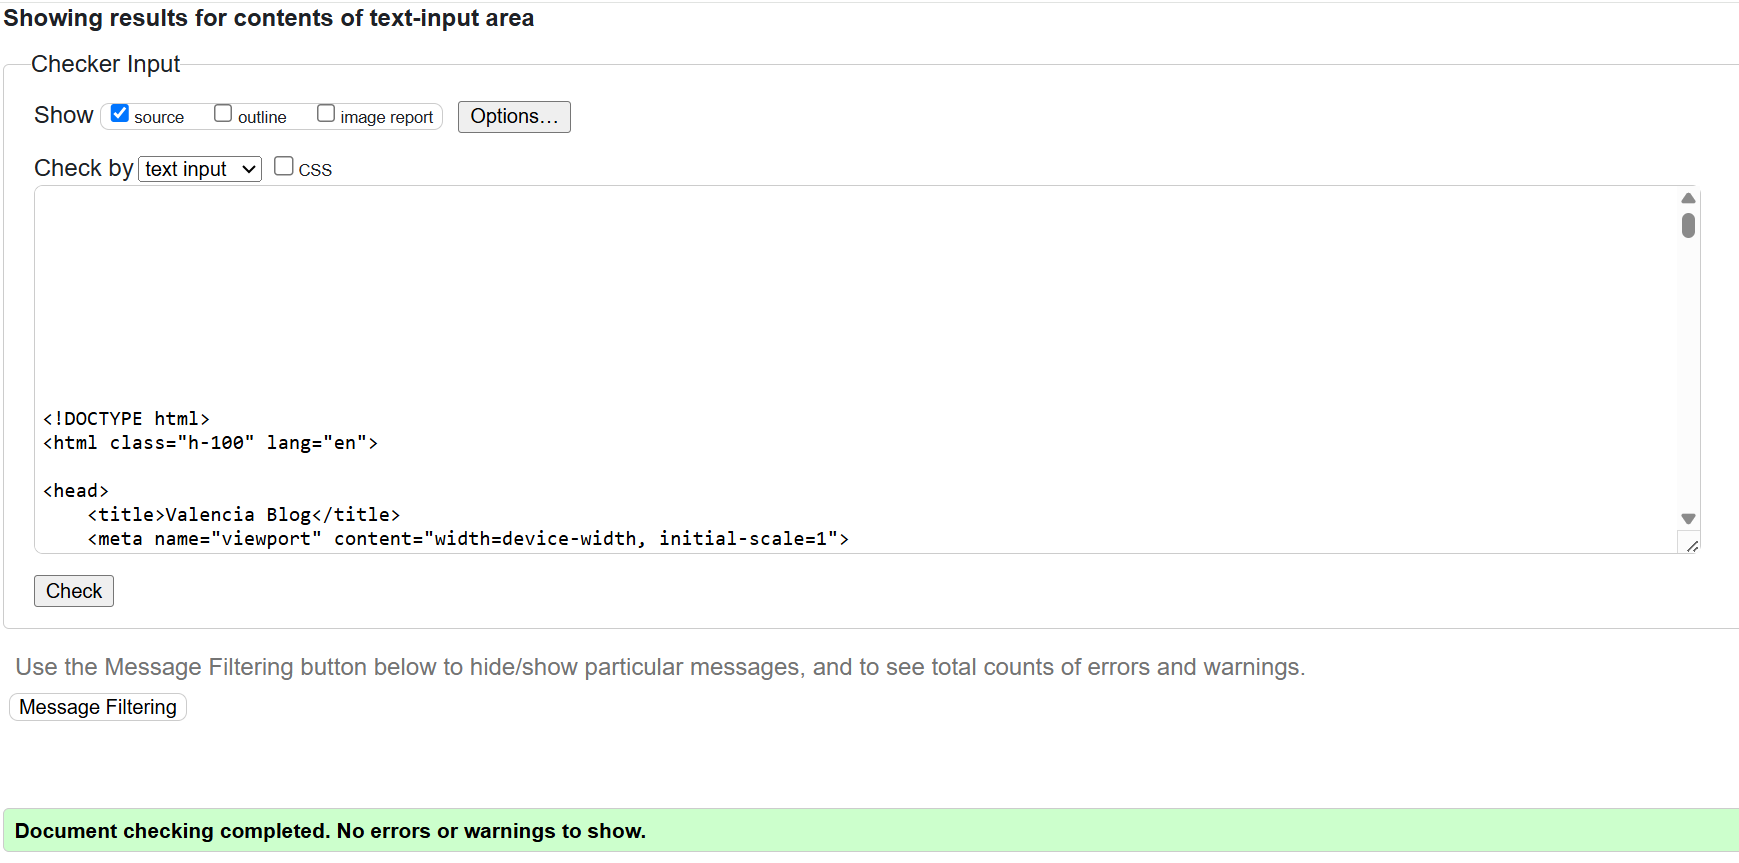 Showing results for contents of text-input area
Checker Input
Show source outline image report Options...
Check by text input CSS
<!DOCTYPE html>
<html class="h-100" lang="en">
<head>
    <title>Valencia Blog</title>
    <meta name="viewport" content="width=device-width, initial-scale=1">
Check
Use the Message Filtering button below to hide/show particular messages, and to see total counts of errors and warnings.
Message Filtering
Document checking completed. No errors or warnings to show.